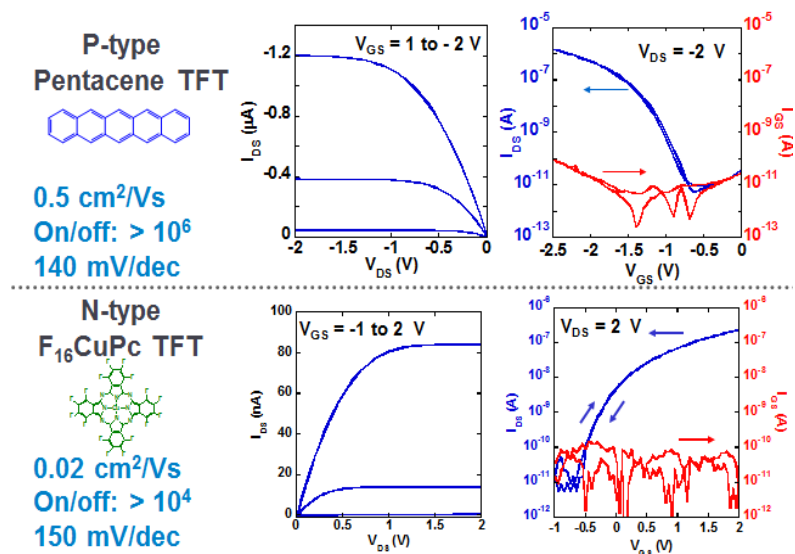 P-type
Pentacene TFT
0.5 cm²/Vs
On/off: > 10⁶
140 mV/dec
V_GS = 1 to - 2 V
-1.2
-0.8
-0.4
0
I_DS (µA)
-2 -1.5 -1 -0.5 0
V_DS (V)
V_DS = -2 V
10⁻⁵ 10⁻⁵
10⁻⁷ 10⁻⁷
10⁻⁹ 10⁻⁹
10⁻¹¹ 10⁻¹¹
10⁻¹³ 10⁻¹³
I_DS (A)
I_GS (A)
-2.5 -2 -1.5 -1 -0.5 0
V_GS (V)
N-type
F₁₆CuPc TFT
0.02 cm²/Vs
On/off: > 10⁴
150 mV/dec
V_GS = -1 to 2 V
100
80
60
40
20
0
I_DS (nA)
0 0.5 1 1.5 2
V_DS (V)
V_DS = 2 V
10⁻⁶ 10⁻⁶
10⁻⁷ 10⁻⁷
10⁻⁸ 10⁻⁸
10⁻⁹ 10⁻⁹
10⁻¹⁰ 10⁻¹⁰
10⁻¹¹ 10⁻¹¹
10⁻¹² 10⁻¹²
I_DS (A)
I_GS (A)
-1 -0.5 0 0.5 1 1.5 2
V_GS (V)